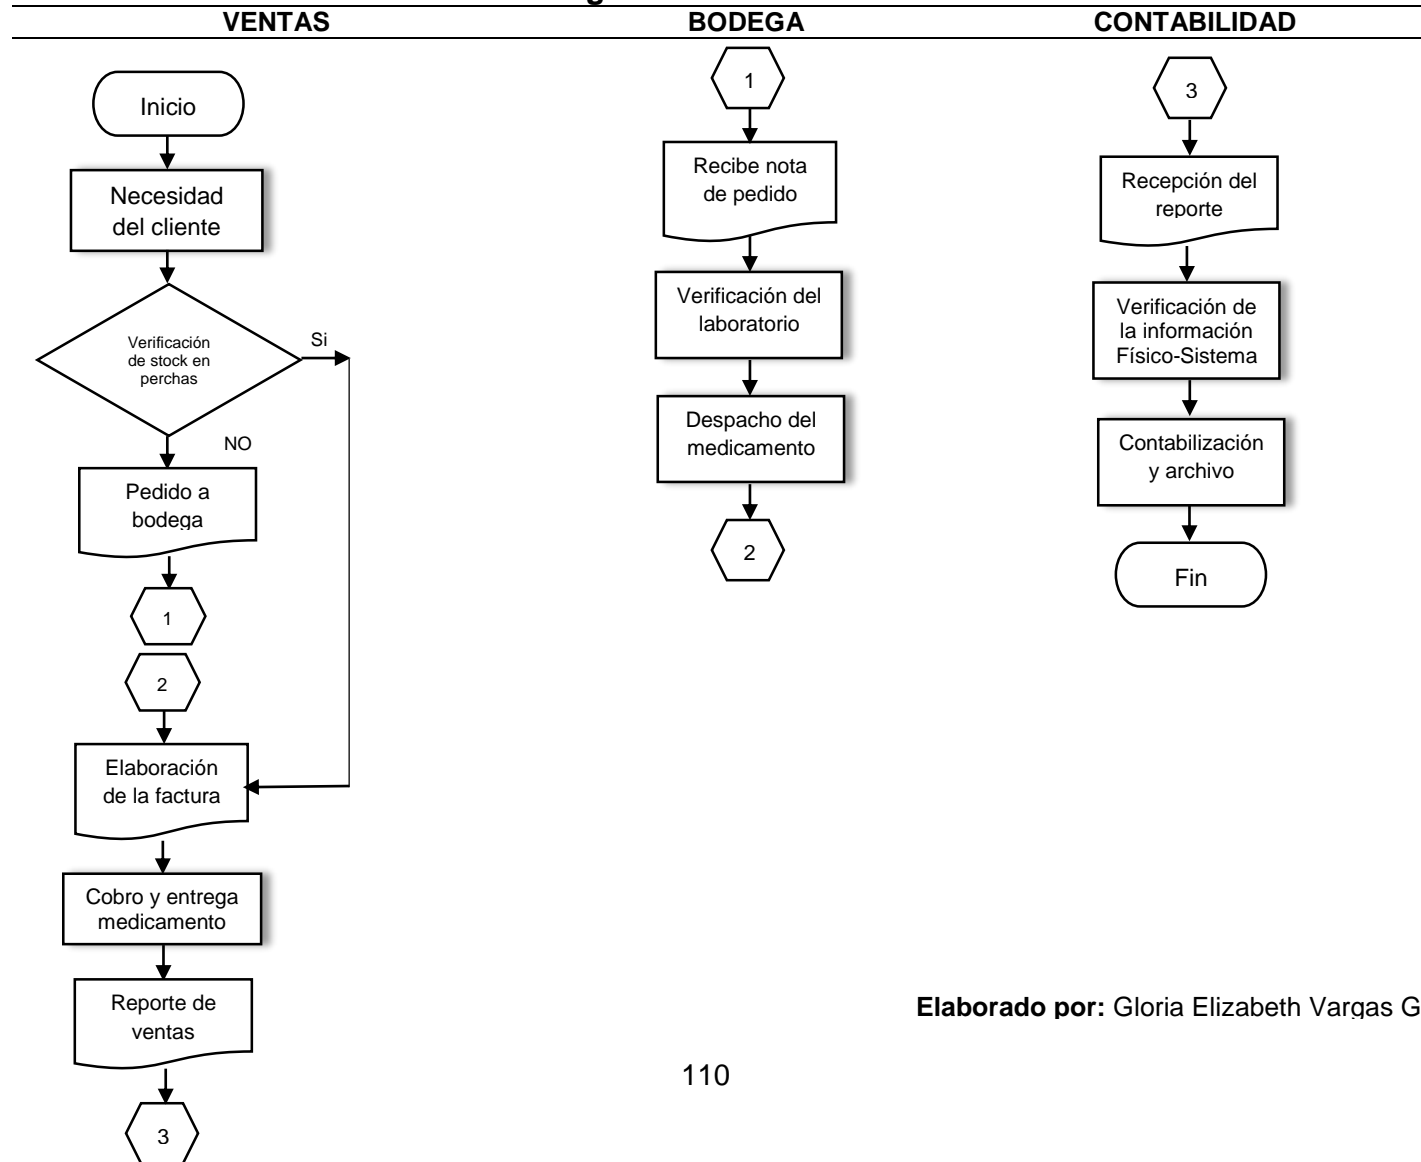 VENTAS
BODEGA
CONTABILIDAD
Inicio
Necesidad
del cliente
Verificación
de stock en
perchas
Si
NO
Pedido a
bodega
1
2
Elaboración
de la factura
Cobro y entrega
medicamento
Reporte de
ventas
3
1
Recibe nota
de pedido
Verificación del
laboratorio
Despacho del
medicamento
2
3
Recepción del
reporte
Verificación de
la información
Físico-Sistema
Contabilización
y archivo
Fin
Elaborado por: Gloria Elizabeth Vargas G
110